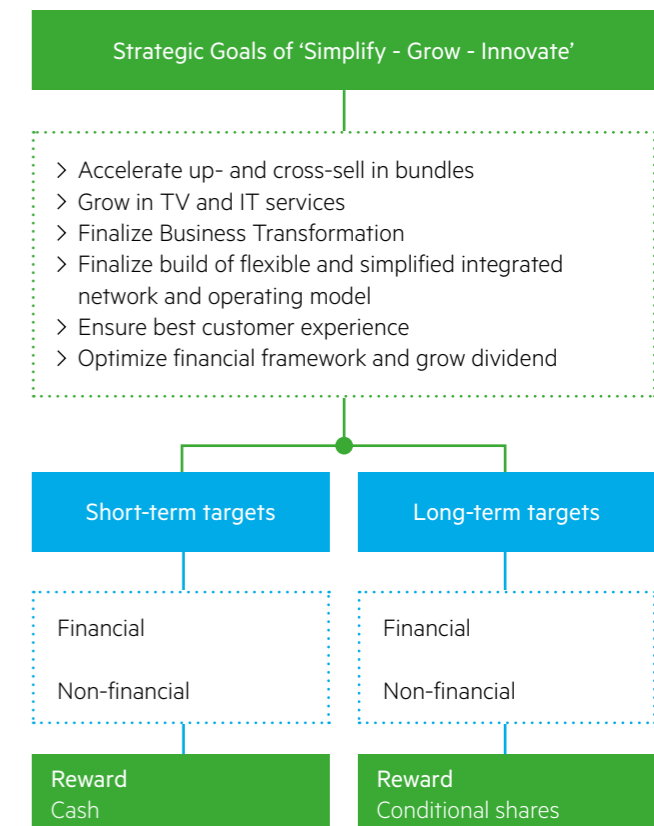 Strategic Goals of ‘Simplify - Grow - Innovate’
> Accelerate up- and cross-sell in bundles
> Grow in TV and IT services
> Finalize Business Transformation
> Finalize build of flexible and simplified integrated
network and operating model
> Ensure best customer experience
> Optimize financial framework and grow dividend
Short-term targets
Long-term targets
Financial
Non-financial
Financial
Non-financial
Reward
Cash
Reward
Conditional shares